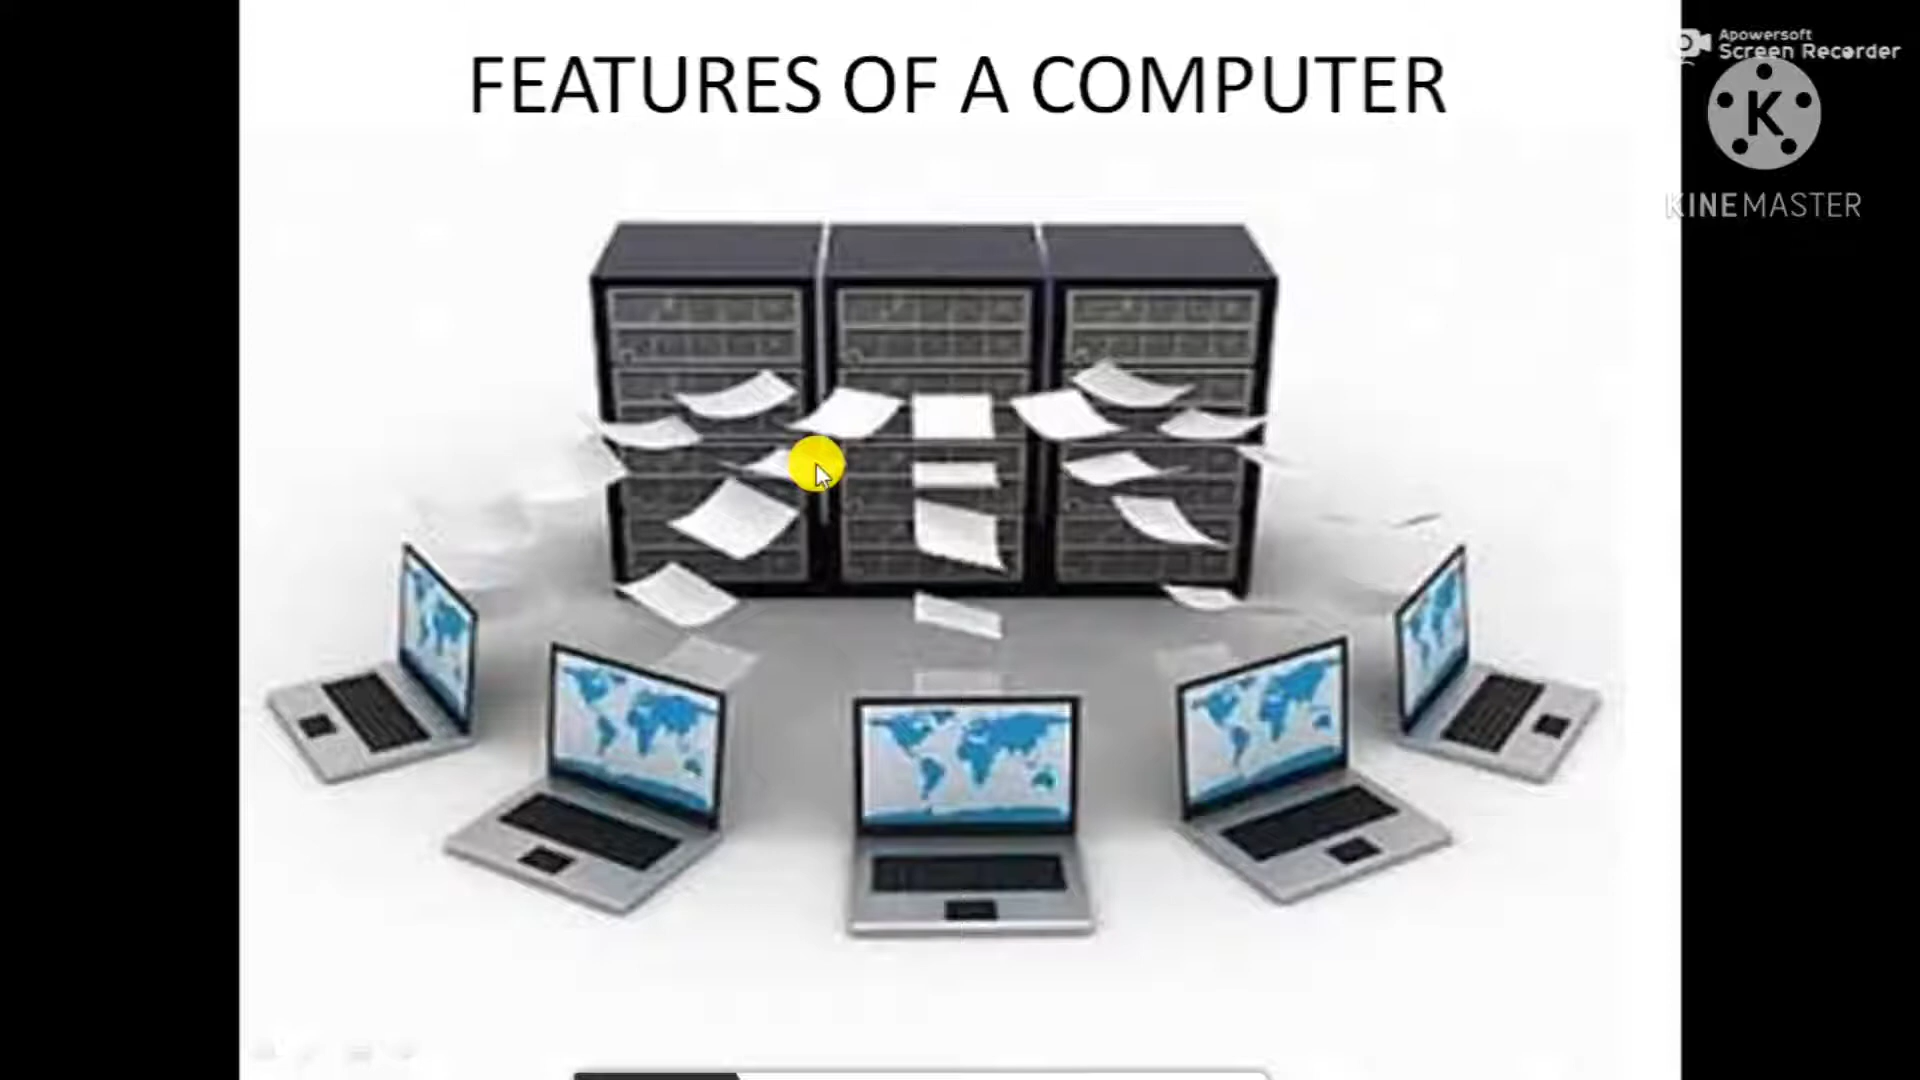 FEATURES OF A COMPUTER
Apowersoft
Screen Recorder
K
KINEMASTER